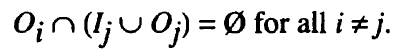 Oᵢ ∩ (Iⱼ ∪ Oⱼ) = Ø for all i ≠ j.